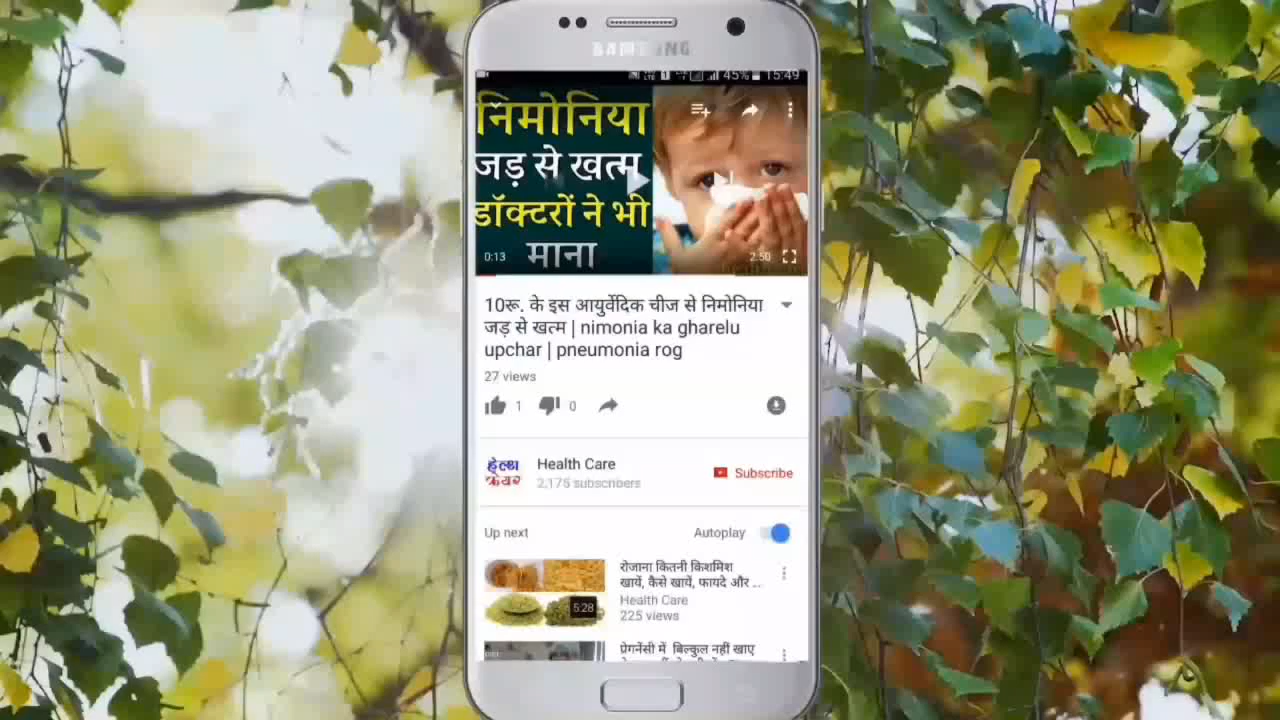 SAMSUNG
45% 15:49
निमोनिया
जड़ से खत्म
डॉक्टरों ने भी
माना
0:13
2:50
10रू. के इस आयुर्वेदिक चीज से निमोनिया
जड़ से खत्म | nimonia ka gharelu
upchar | pneumonia rog
27 views
1
0
हेल्थ
केयर
Health Care
2,175 subscribers
Subscribe
Up next
Autoplay
रोजाना कितनी किशमिश
खायें, कैसे खायें, फायदे और ...
Health Care
225 views
5:28
प्रेगनेंसी में बिल्कुल नहीं खाए